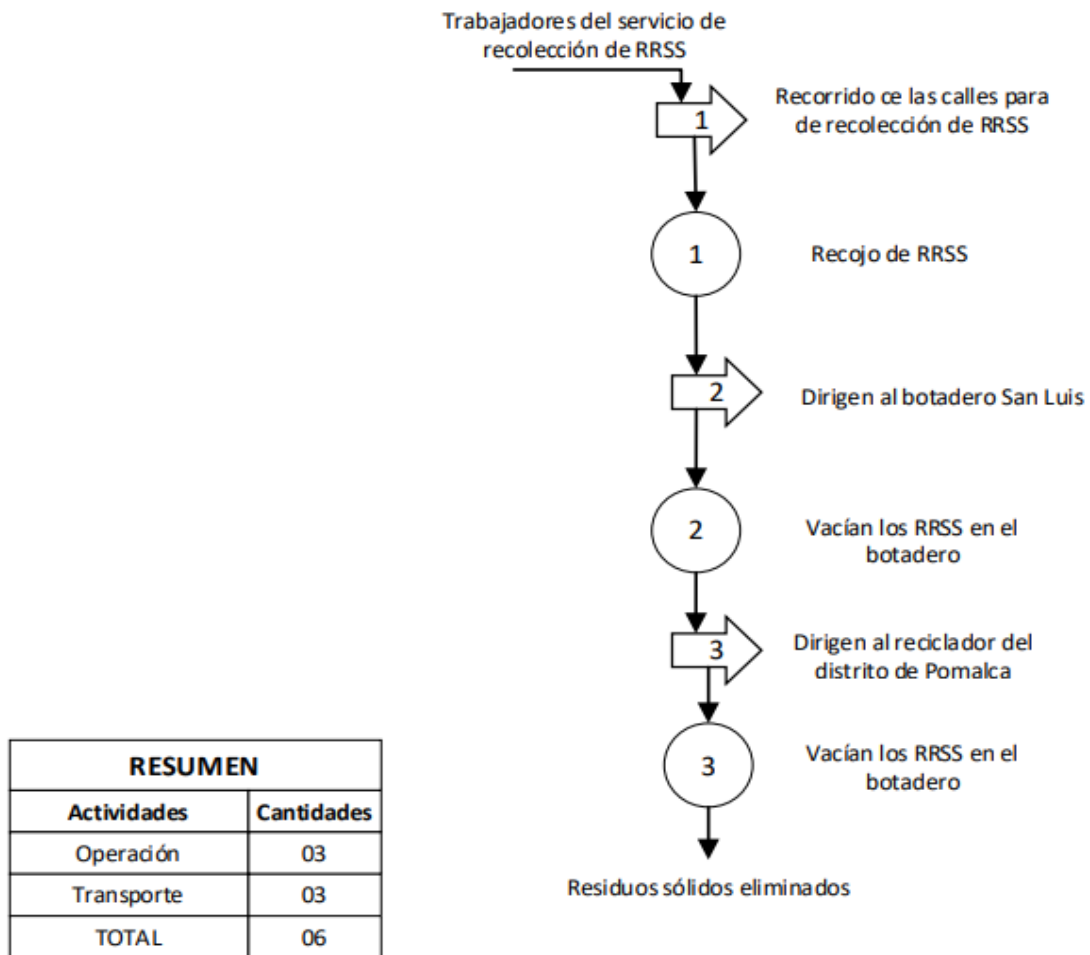 Trabajadores del servicio de
recolección de RRSS
1
Recorrido ce las calles para
de recolección de RRSS
1
Recojo de RRSS
2
Dirigen al botadero San Luis
2
Vacían los RRSS en el
botadero
3
Dirigen al reciclador del
distrito de Pomalca
3
Vacían los RRSS en el
botadero
Residuos sólidos eliminados
RESUMEN
Actividades Cantidades
Operación 03
Transporte 03
TOTAL 06